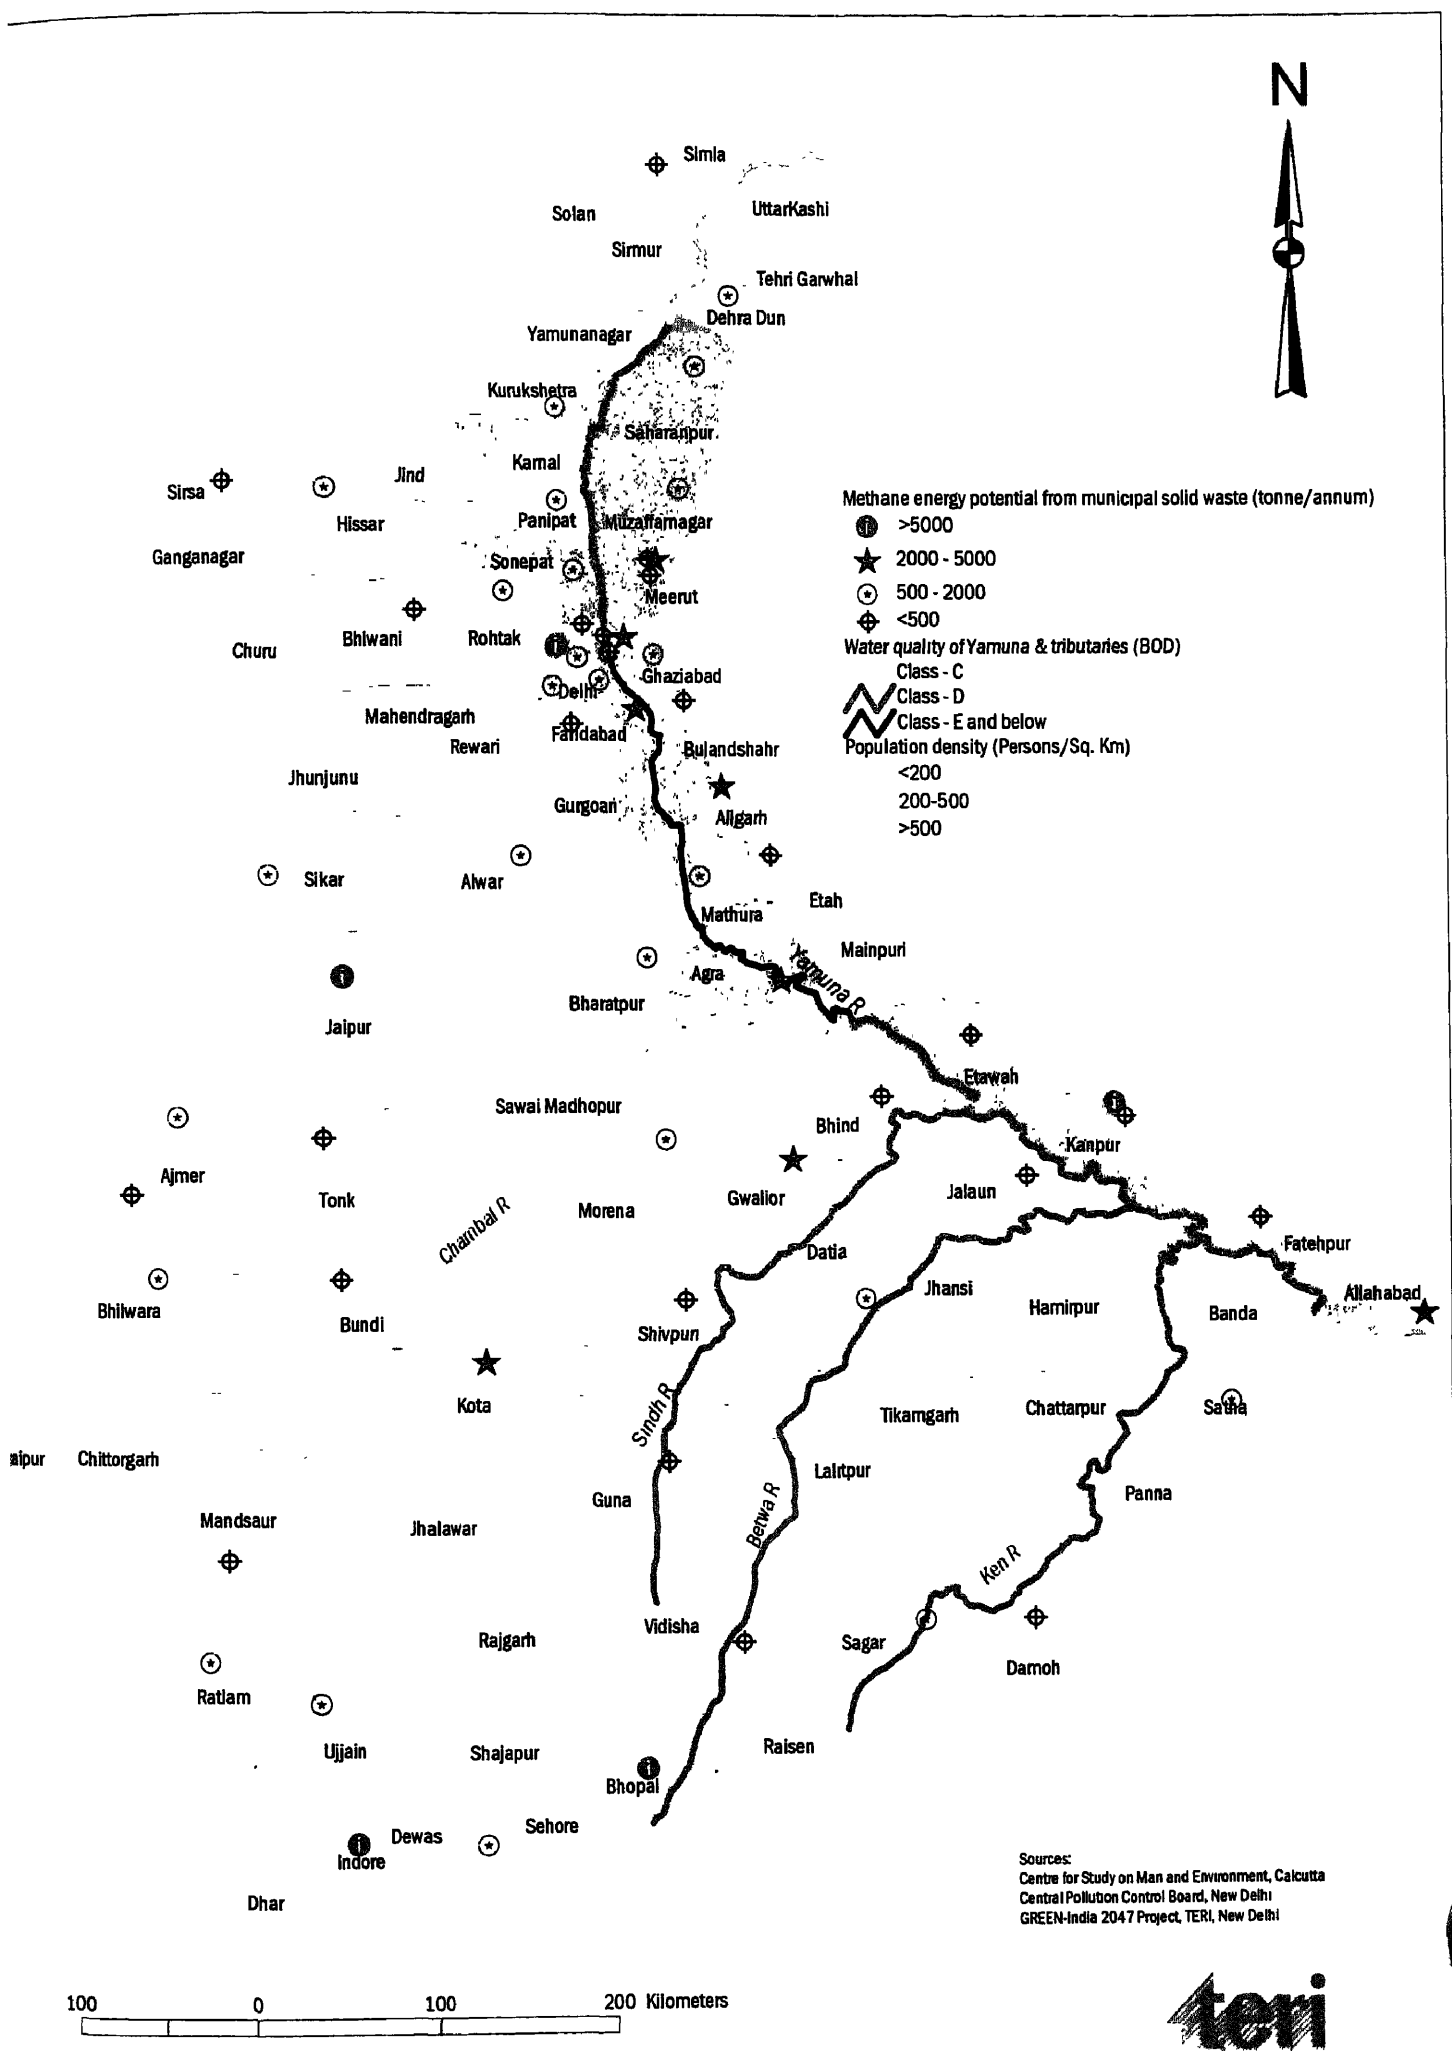 N
Simla
Solan
UttarKashi
Sirmur
Tehri Garwhal
Dehra Dun
Yamunanagar
Kurukshetra
Saharanpur
Karnal
Jind
Sirsa
Hissar
Panipat
Muzaffarnagar
Ganganagar
Sonepat
Meerut
Bhiwani
Rohtak
Churu
Ghaziabad
Delhi
Mahendragarh
Rewari
Faridabad
Bulandshahr
Jhunjunu
Gurgoan
Aligarh
Methane energy potential from municipal solid waste (tonne/annum)
>5000
2000 - 5000
500 - 2000
<500
Water quality of Yamuna & tributaries (BOD)
Class - C
Class - D
Class - E and below
Population density (Persons/Sq. Km)
<200
200-500
>500
Sikar
Alwar
Etah
Mathura
Mainpuri
Agra
Yamuna R
Bharatpur
Jaipur
Etawah
Sawai Madhopur
Bhind
Kanpur
Ajmer
Tonk
Chambal R
Morena
Gwalior
Jalaun
Datia
Fatehpur
Bhilwara
Bundi
Shivpuri
Jhansi
Hamirpur
Banda
Allahabad
Kota
Sindh R
Tikamgarh
Chattarpur
Satna
aipur
Chittorgarh
Lalitpur
Guna
Betwa R
Panna
Mandsaur
Jhalawar
Ken R
Vidisha
Rajgarh
Sagar
Damoh
Ratlam
Ujjain
Shajapur
Raisen
Bhopal
Sehore
Dewas
Indore
Dhar
Sources:
Centre for Study on Man and Environment, Calcutta
Central Pollution Control Board, New Delhi
GREEN-India 2047 Project, TERI, New Delhi
100 0 100 200 Kilometers
teri